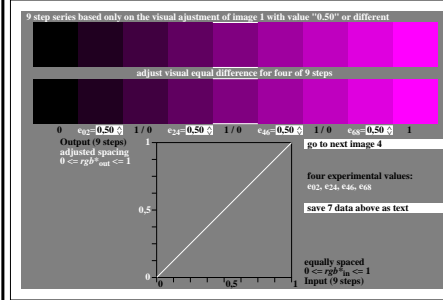 9 step series based only on the visual ajustment of image 1 with value "0.50" or different
adjust visual equal difference for four of 9 steps
0 e02= 0,50 1 / 0 e24= 0,50 1 / 0 e46= 0,50 1 / 0 e68= 0,50 1
Output (9 steps)
adjusted spacing
0 <= rgb*out <= 1
1
go to next image 4
four experimental values:
e02, e24, e46, e68
0,5
save 7 data above as text
equally spaced
0 <= rgb*in <= 1
0
Input (9 steps)
0 0,5 1